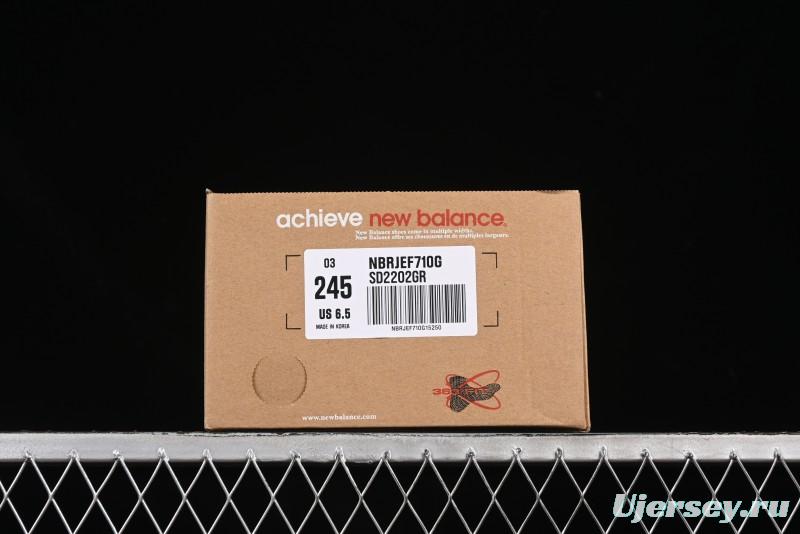 achieve new balance.
New Balance shoes come in multiple widths.
New Balance offre ses chaussures en de multiples largeurs.
03
245
US 6.5
MADE IN KOREA
NBRJEF710G
SD2202GR
NBRJEF710G15250
www.newbalance.com
Ujersey.ru